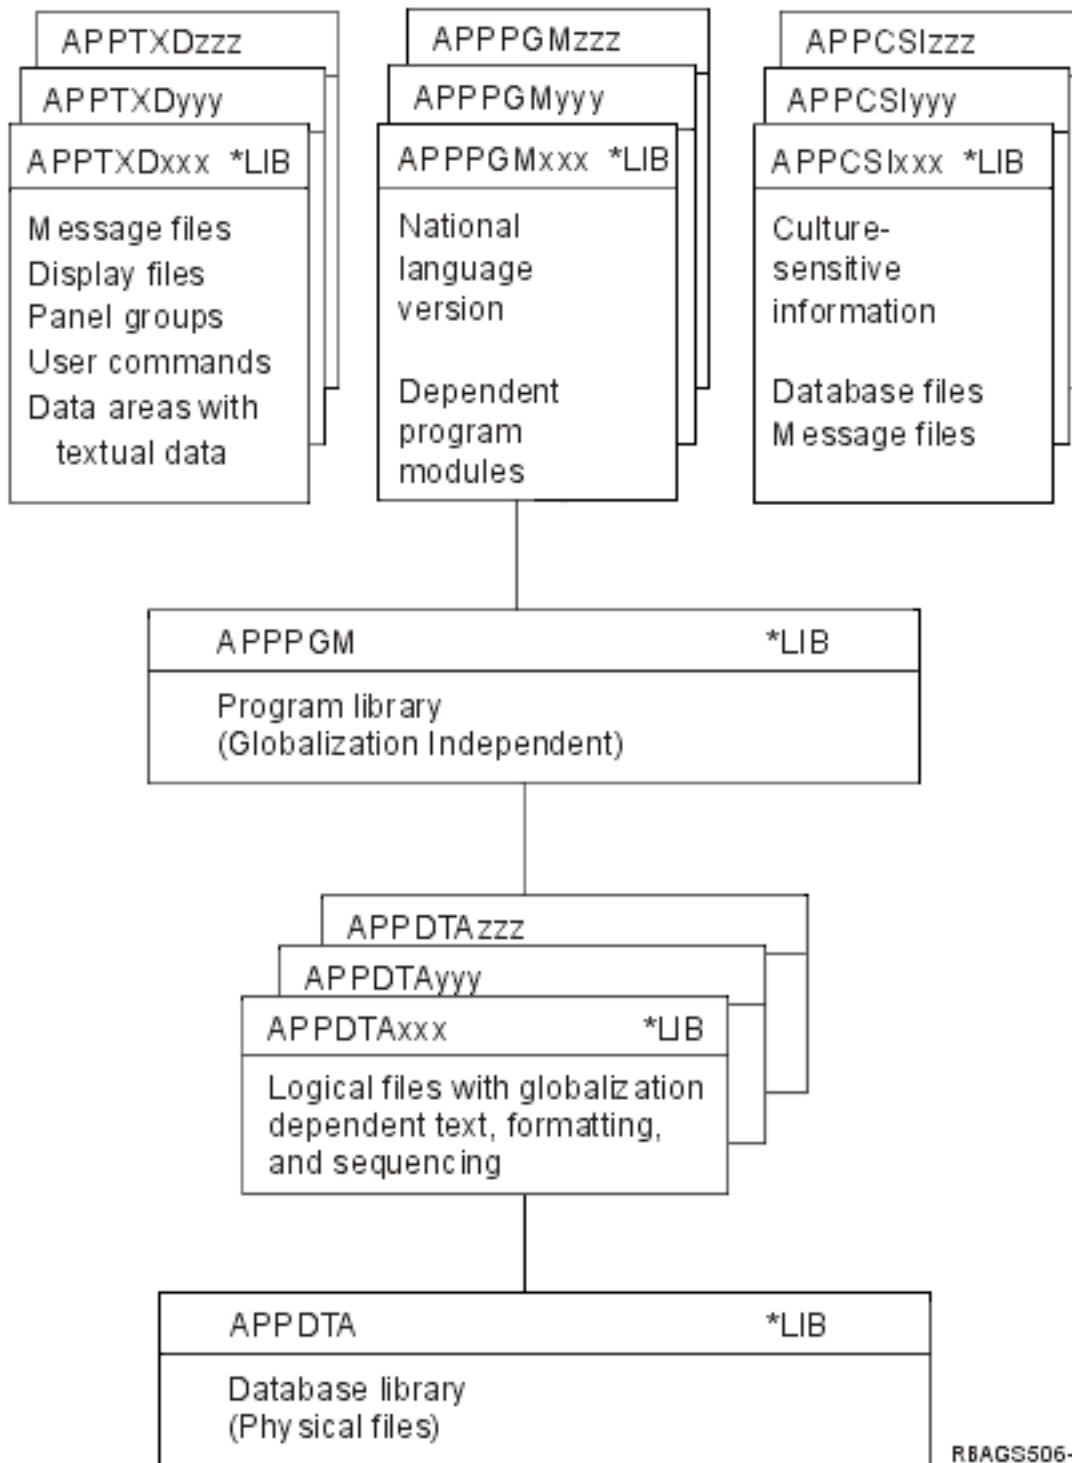 APPTXDzzz
APPTXDyyy
APPTXDxxx *LIB
Message files
Display files
Panel groups
User commands
Data areas with
textual data
APPPGMzzz
APPPGMyyy
APPPGMxxx *LIB
National
language
version
Dependent
program
modules
APPCSIzzz
APPCSIyyy
APPCSIxxx *LIB
Culture-
sensitive
information
Database files
Message files
APPPGM *LIB
Program library
(Globalization Independent)
APPDTAzzz
APPDTAyyy
APPDTAxxx *LIB
Logical files with globalization
dependent text, formatting,
and sequencing
APPDTA *LIB
Database library
(Physical files)
RBAGS506-